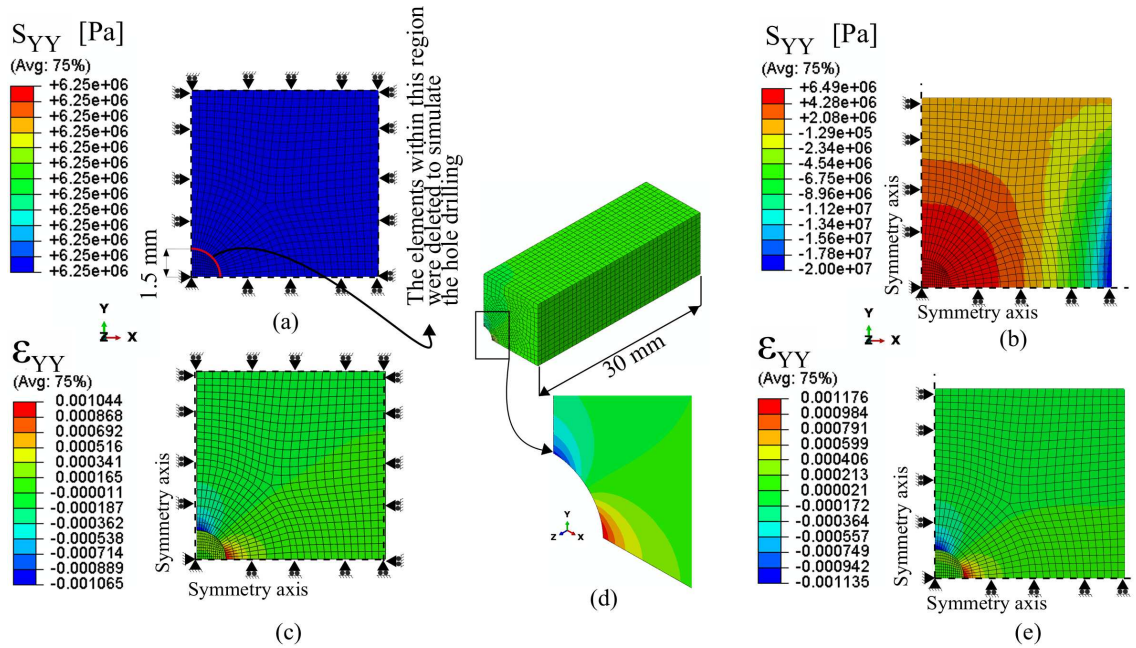 S_YY [Pa]
(Avg: 75%)
+6.25e+06
+6.25e+06
+6.25e+06
+6.25e+06
+6.25e+06
+6.25e+06
+6.25e+06
+6.25e+06
+6.25e+06
+6.25e+06
+6.25e+06
+6.25e+06
+6.25e+06
1.5 mm
Y
Z X
(a)
The elements within this region
were deleted to simulate
the hole drilling
S_YY [Pa]
(Avg: 75%)
+6.49e+06
+4.28e+06
+2.08e+06
-1.29e+05
-2.34e+06
-4.54e+06
-6.75e+06
-8.96e+06
-1.12e+07
-1.34e+07
-1.56e+07
-1.78e+07
-2.00e+07
Symmetry axis
Symmetry axis
Y
Z X
(b)
ε_YY
(Avg: 75%)
0.001044
0.000868
0.000692
0.000516
0.000341
0.000165
-0.000011
-0.000187
-0.000362
-0.000538
-0.000714
-0.000889
-0.001065
Symmetry axis
Symmetry axis
(c)
30 mm
Y
Z X
(d)
ε_YY
(Avg: 75%)
0.001176
0.000984
0.000791
0.000599
0.000406
0.000213
0.000021
-0.000172
-0.000364
-0.000557
-0.000749
-0.000942
-0.001135
Symmetry axis
Symmetry axis
(e)